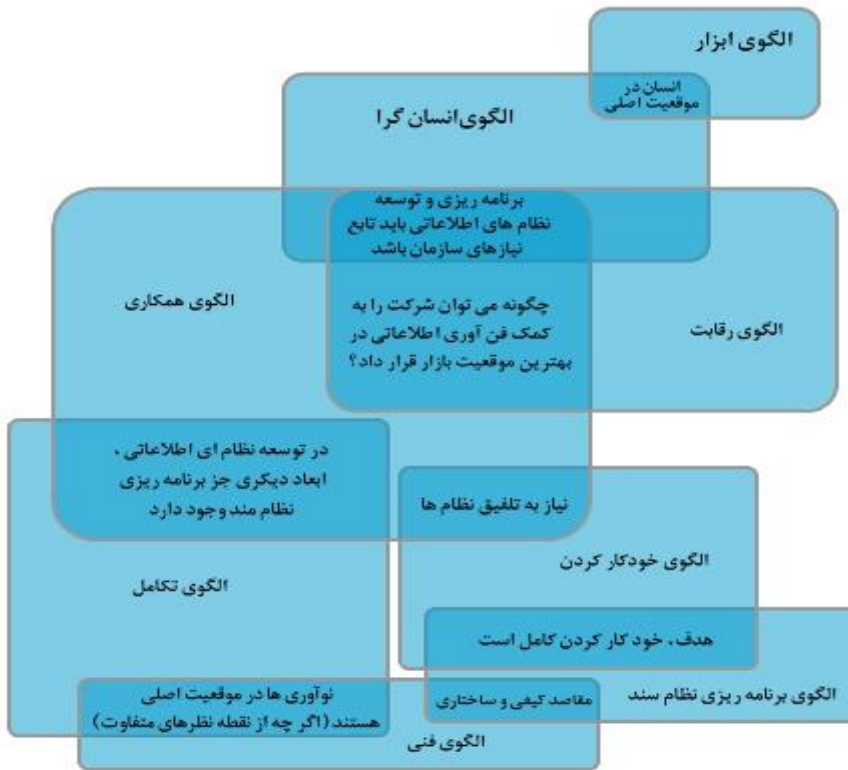 الگوی ابزار
انسان در
موقعیت اصلی
الگوی انسان گرا
برنامه ریزی و توسعه
نظام های اطلاعاتی باید تابع
نیازهای سازمان باشد
الگوی همکاری
چگونه می توان شرکت را به
کمک فن آوری اطلاعاتی در
بهترین موقعیت بازار قرار داد؟
الگوی رقابت
در توسعه نظام ای اطلاعاتی ،
ابعاد دیگری جز برنامه ریزی
نظام مند وجود دارد
نیاز به تلفیق نظام ها
الگوی خودکار کردن
الگوی تکامل
هدف، خود کار کردن کامل است
الگوی برنامه ریزی نظام سند
مقاصد کیفی و ساختاری
نوآوری ها در موقعیت اصلی
هستند (اگر چه از نقطه نظرهای متفاوت)
الگوی فنی